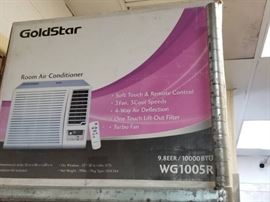 GoldStar
Room Air Conditioner
• Soft Touch & Remote Control
• 3 Fan, 3 Cool Speeds
• 4-Way Air Deflection
• One Touch Lift-Out Filter
• Turbo Fan
9.8EER / 10000BTU
WG1005R